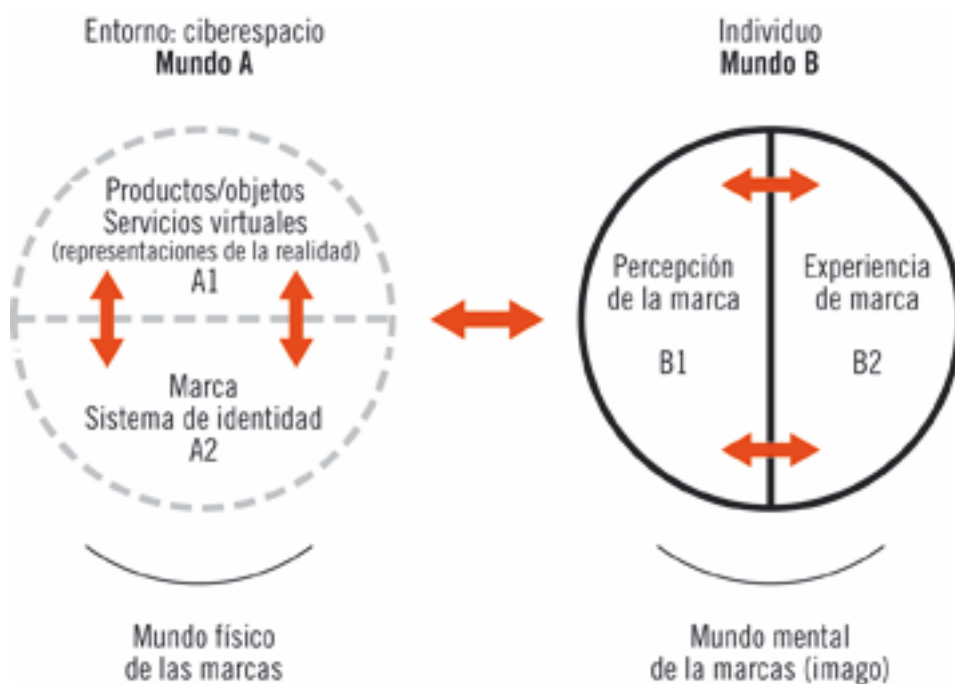 Entorno: ciberespacio
Mundo A
Productos/objetos
Servicios virtuales
(representaciones de la realidad)
A1
Marca
Sistema de identidad
A2
Mundo físico
de las marcas
Individuo
Mundo B
Percepción
de la marca
B1
Experiencia
de marca
B2
Mundo mental
de la marcas (imago)